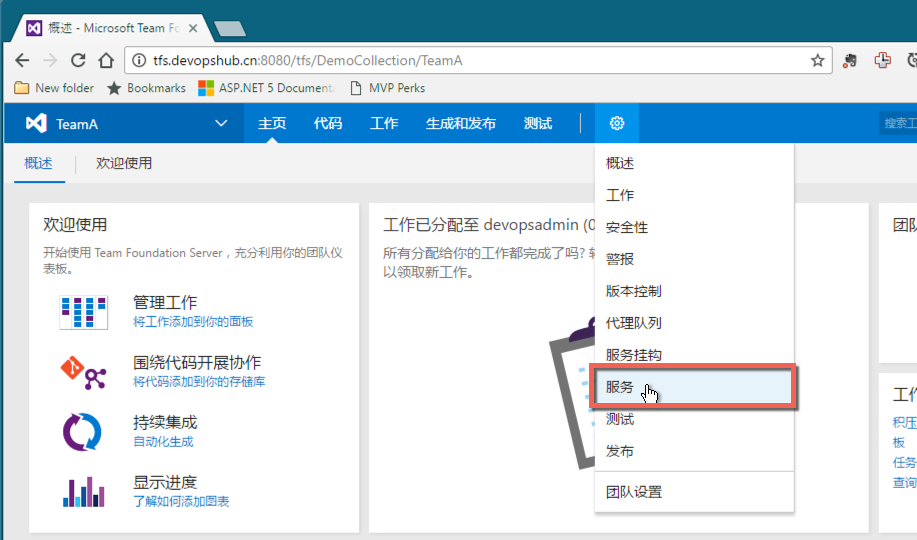 概述 - Microsoft Team Fo
tfs.devopshub.cn:8080/tfs/DemoCollection/TeamA
New folder Bookmarks ASP.NET 5 Document MVP Perks
TeamA 主页 代码 工作 生成和发布 测试 搜索工
概述 欢迎使用
欢迎使用
开始使用 Team Foundation Server，充分利用你的团队仪
表板。
管理工作
将工作添加到你的面板
围绕代码开展协作
将代码添加到你的存储库
持续集成
自动化生成
显示进度
了解如何添加图表
工作已分配至 devopsadmin (0
所有分配给你的工作都完成了吗?
以领取新工作。
概述
工作
安全性
警报
版本控制
代理队列
服务挂钩
服务
测试
发布
团队设置
团队
工作
积压
板
任务
查询